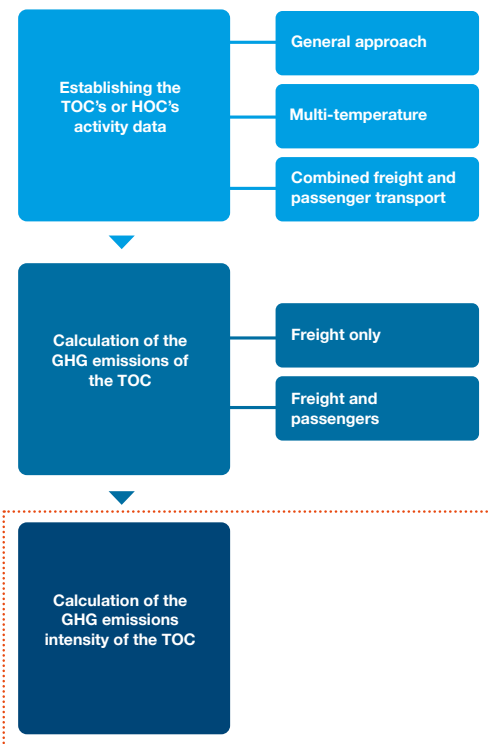 Establishing the
TOC's or HOC's
activity data
General approach
Multi-temperature
Combined freight and
passenger transport
Calculation of the
GHG emissions of
the TOC
Freight only
Freight and
passengers
Calculation of the
GHG emissions
intensity of the TOC